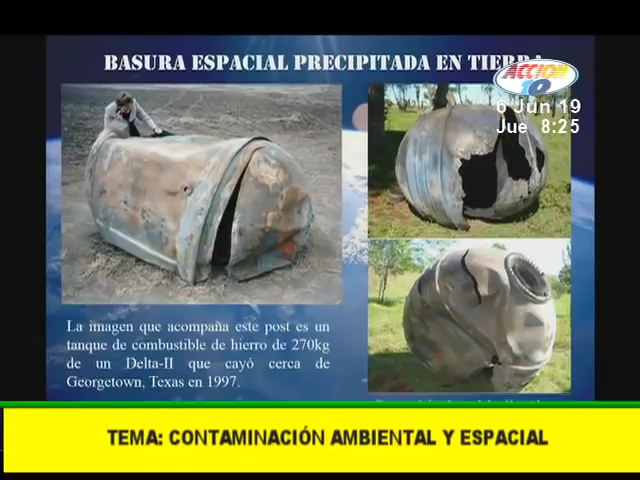 BASURA ESPACIAL PRECIPITADA EN TIERRA
ACCION
10
6 Jun 19
Jue 8:25
La imagen que acompaña este post es un
tanque de combustible de hierro de 270kg
de un Delta-II que cayó cerca de
Georgetown, Texas en 1997.
TEMA: CONTAMINACIÓN AMBIENTAL Y ESPACIAL